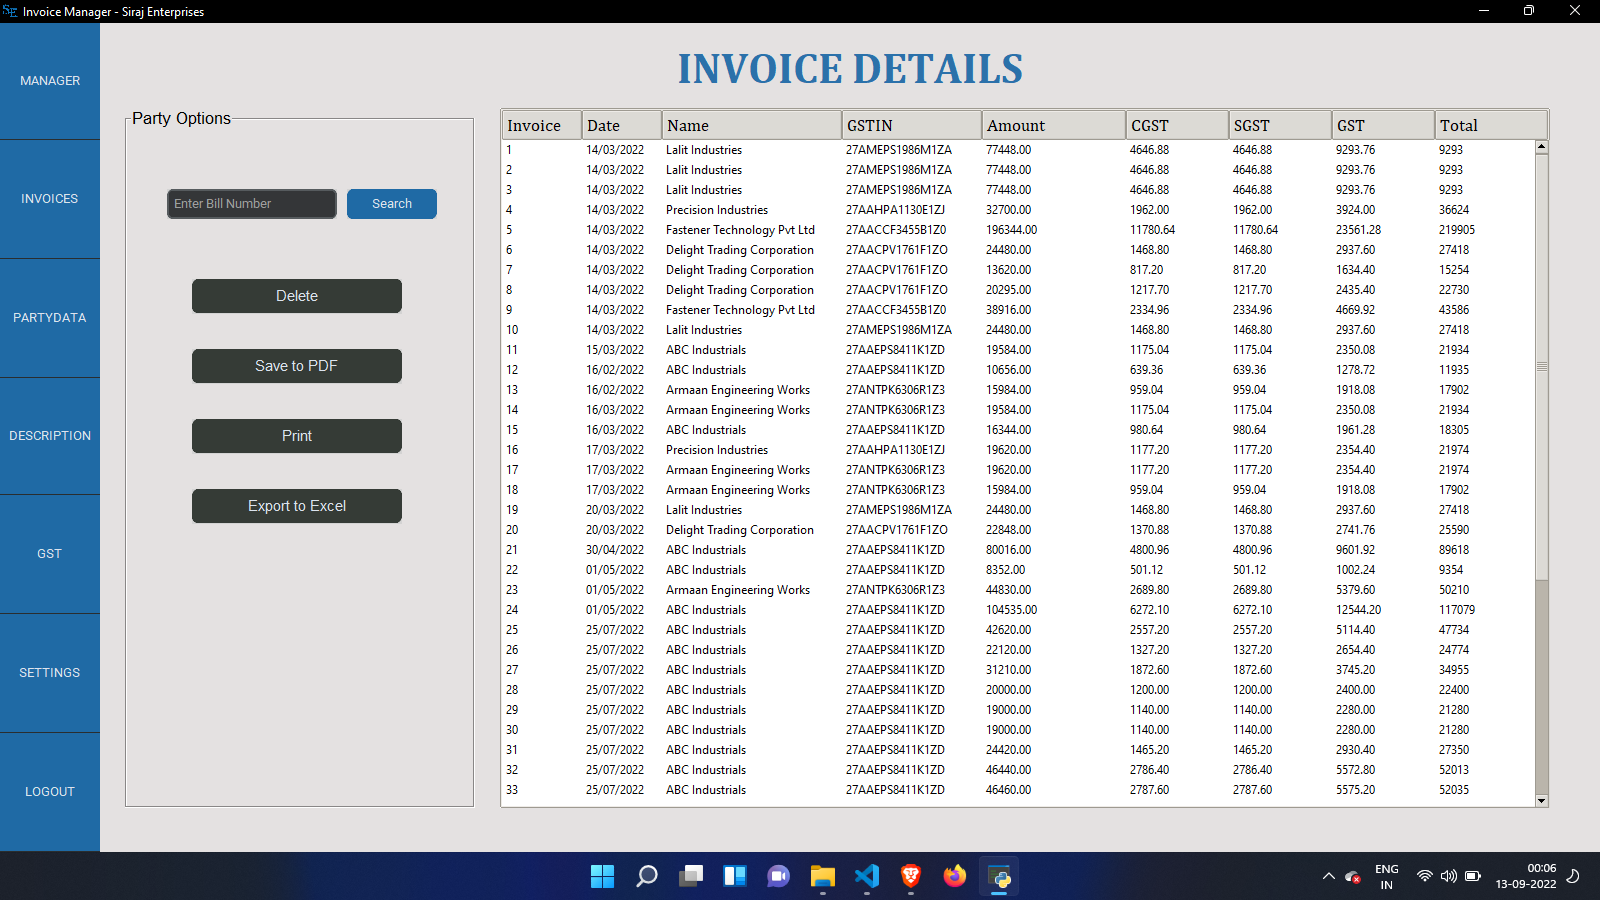 Invoice Manager - Siraj Enterprises
MANAGER
INVOICES
PARTYDATA
DESCRIPTION
GST
SETTINGS
LOGOUT
INVOICE DETAILS
Party Options
Enter Bill Number
Search
Delete
Save to PDF
Print
Export to Excel
Invoice Date Name GSTIN Amount CGST SGST GST Total
1 14/03/2022 Lalit Industries 27AMEPS1986M1ZA 77448.00 4646.88 4646.88 9293.76 9293
2 14/03/2022 Lalit Industries 27AMEPS1986M1ZA 77448.00 4646.88 4646.88 9293.76 9293
3 14/03/2022 Lalit Industries 27AMEPS1986M1ZA 77448.00 4646.88 4646.88 9293.76 9293
4 14/03/2022 Precision Industries 27AAHPA1130E1ZJ 32700.00 1962.00 1962.00 3924.00 36624
5 14/03/2022 Fastener Technology Pvt Ltd 27AACCF3455B1Z0 196344.00 11780.64 11780.64 23561.28 219905
6 14/03/2022 Delight Trading Corporation 27AACPV1761F1ZO 24480.00 1468.80 1468.80 2937.60 27418
7 14/03/2022 Delight Trading Corporation 27AACPV1761F1ZO 13620.00 817.20 817.20 1634.40 15254
8 14/03/2022 Delight Trading Corporation 27AACPV1761F1ZO 20295.00 1217.70 1217.70 2435.40 22730
9 14/03/2022 Fastener Technology Pvt Ltd 27AACCF3455B1Z0 38916.00 2334.96 2334.96 4669.92 43586
10 14/03/2022 Lalit Industries 27AMEPS1986M1ZA 24480.00 1468.80 1468.80 2937.60 27418
11 15/03/2022 ABC Industrials 27AAEPS8411K1ZD 19584.00 1175.04 1175.04 2350.08 21934
12 16/02/2022 ABC Industrials 27AAEPS8411K1ZD 10656.00 639.36 639.36 1278.72 11935
13 16/02/2022 Armaan Engineering Works 27ANTPK6306R1Z3 15984.00 959.04 959.04 1918.08 17902
14 16/03/2022 Armaan Engineering Works 27ANTPK6306R1Z3 19584.00 1175.04 1175.04 2350.08 21934
15 16/03/2022 ABC Industrials 27AAEPS8411K1ZD 16344.00 980.64 980.64 1961.28 18305
16 17/03/2022 Precision Industries 27AAHPA1130E1ZJ 19620.00 1177.20 1177.20 2354.40 21974
17 17/03/2022 Armaan Engineering Works 27ANTPK6306R1Z3 19620.00 1177.20 1177.20 2354.40 21974
18 17/03/2022 Armaan Engineering Works 27ANTPK6306R1Z3 15984.00 959.04 959.04 1918.08 17902
19 20/03/2022 Lalit Industries 27AMEPS1986M1ZA 24480.00 1468.80 1468.80 2937.60 27418
20 20/03/2022 Delight Trading Corporation 27AACPV1761F1ZO 22848.00 1370.88 1370.88 2741.76 25590
21 30/04/2022 ABC Industrials 27AAEPS8411K1ZD 80016.00 4800.96 4800.96 9601.92 89618
22 01/05/2022 ABC Industrials 27AAEPS8411K1ZD 8352.00 501.12 501.12 1002.24 9354
23 01/05/2022 Armaan Engineering Works 27ANTPK6306R1Z3 44830.00 2689.80 2689.80 5379.60 50210
24 01/05/2022 ABC Industrials 27AAEPS8411K1ZD 104535.00 6272.10 6272.10 12544.20 117079
25 25/07/2022 ABC Industrials 27AAEPS8411K1ZD 42620.00 2557.20 2557.20 5114.40 47734
26 25/07/2022 ABC Industrials 27AAEPS8411K1ZD 22120.00 1327.20 1327.20 2654.40 24774
27 25/07/2022 ABC Industrials 27AAEPS8411K1ZD 31210.00 1872.60 1872.60 3745.20 34955
28 25/07/2022 ABC Industrials 27AAEPS8411K1ZD 20000.00 1200.00 1200.00 2400.00 22400
29 25/07/2022 ABC Industrials 27AAEPS8411K1ZD 19000.00 1140.00 1140.00 2280.00 21280
30 25/07/2022 ABC Industrials 27AAEPS8411K1ZD 19000.00 1140.00 1140.00 2280.00 21280
31 25/07/2022 ABC Industrials 27AAEPS8411K1ZD 24420.00 1465.20 1465.20 2930.40 27350
32 25/07/2022 ABC Industrials 27AAEPS8411K1ZD 46440.00 2786.40 2786.40 5572.80 52013
33 25/07/2022 ABC Industrials 27AAEPS8411K1ZD 46460.00 2787.60 2787.60 5575.20 52035
ENG
IN
00:06
13-09-2022